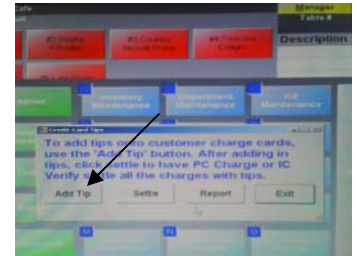 Cafe
Manager
Table #
Description
Inventory Maintenance
Department Maintenance
Maintenance
Credit Card Tips
To add tips onto customer charge cards,
use the 'Add Tip' button. After adding in
tips, click settle to have PC Charge or IC
Verify settle all the charges with tips.
Add Tip
Settle
Report
Exit
M
N
O